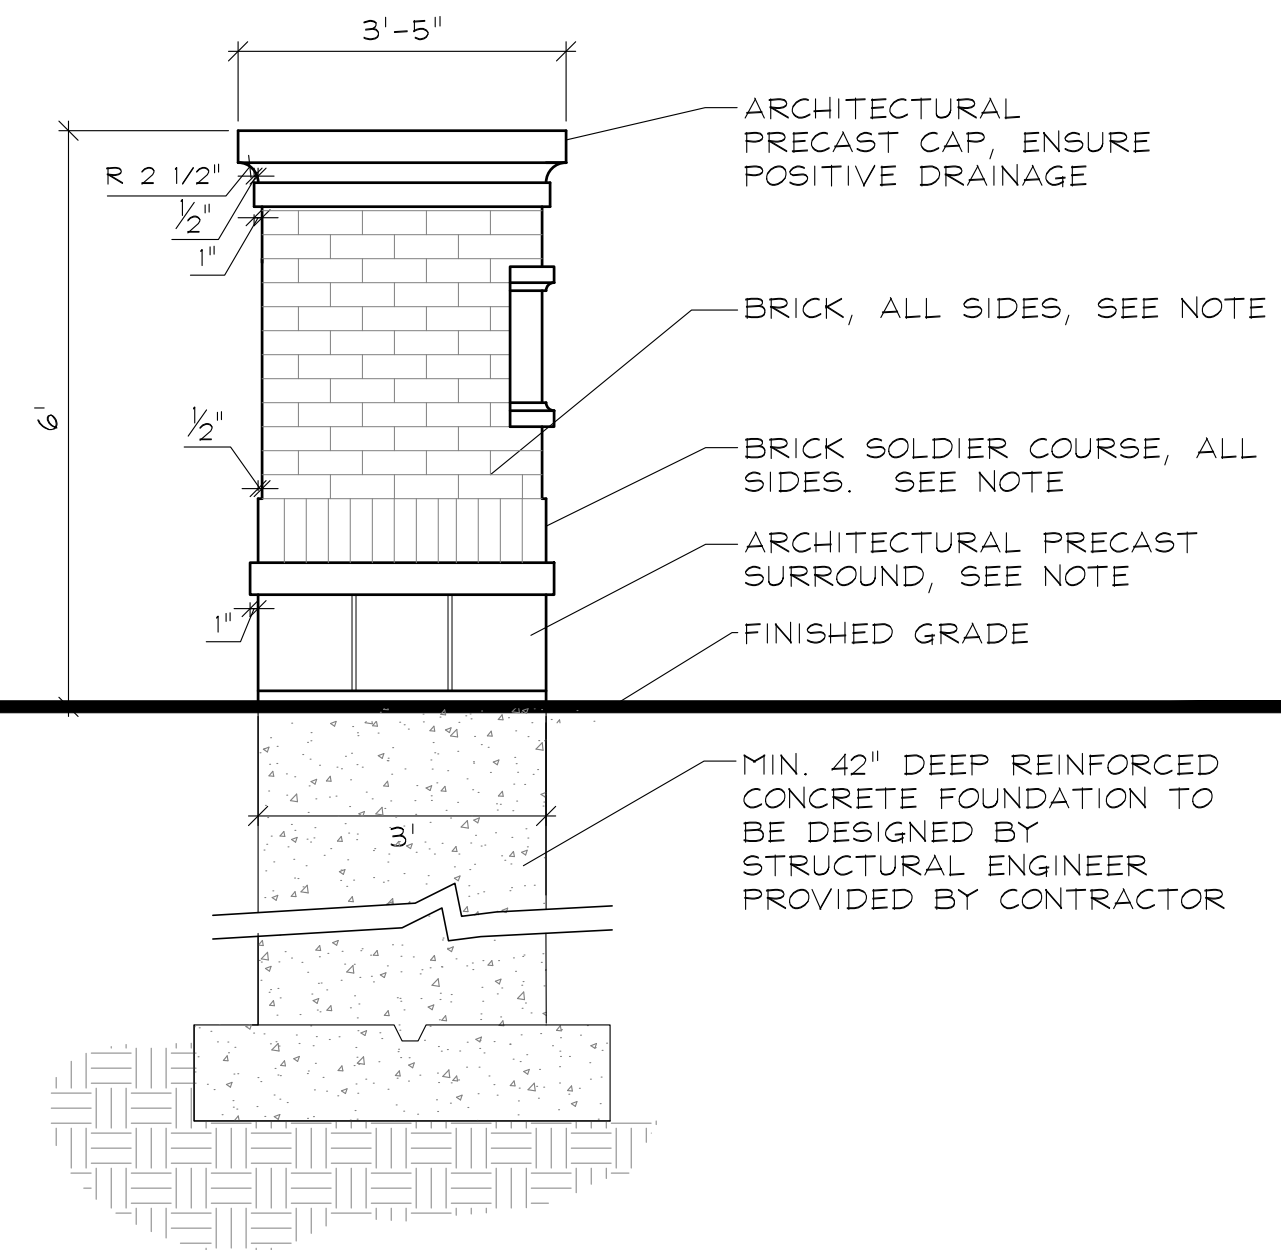 3'-5"
ARCHITECTURAL
PRECAST CAP, ENSURE
POSITIVE DRAINAGE
R 2 1/2"
1/2"
1"
BRICK, ALL SIDES, SEE NOTE
6'
1/2"
BRICK SOLDIER COURSE, ALL
SIDES. SEE NOTE
ARCHITECTURAL PRECAST
SURROUND, SEE NOTE
1"
FINISHED GRADE
MIN. 42" DEEP REINFORCED
CONCRETE FOUNDATION TO
BE DESIGNED BY
STRUCTURAL ENGINEER
PROVIDED BY CONTRACTOR
3'